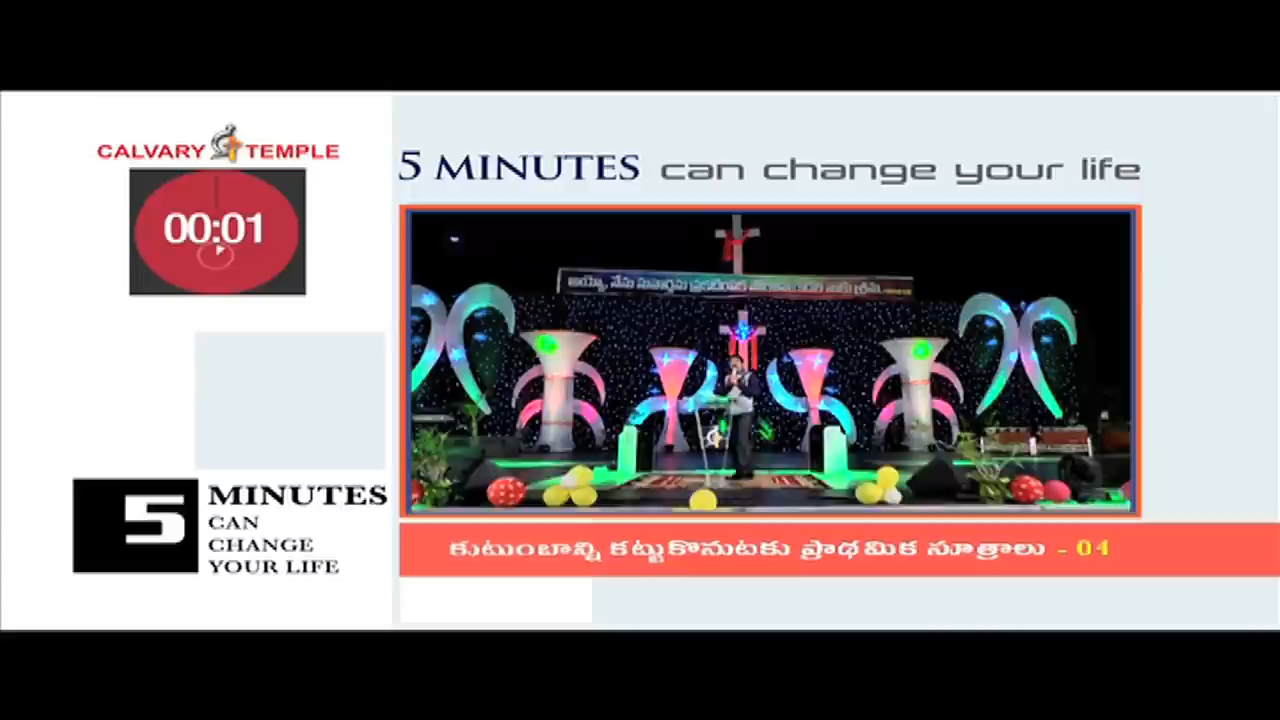 CALVARY TEMPLE
00:01
5 MINUTES can change your life
కుటుంబాన్ని కట్టుకొనుటకు ప్రాథమిక సూత్రాలు - 04
5 MINUTES
CAN
CHANGE
YOUR LIFE